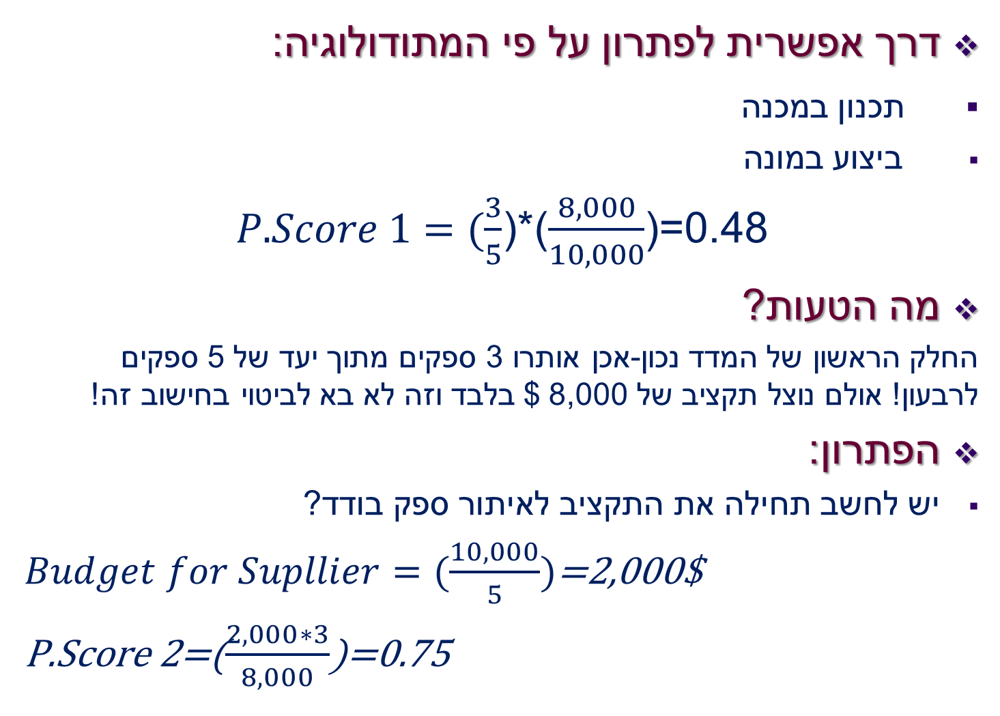 ❖ דרך אפשרית לפתרון על פי המתודולוגיה:
▪ תכנון במכנה
▪ ביצוע במונה
P.Score 1 = (3/5)*(8,000/10,000)=0.48
❖ מה הטעות?
החלק הראשון של המדד נכון-אכן אותרו 3 ספקים מתוך יעד של 5 ספקים
לרבעון! אולם נוצל תקציב של 8,000 $ בלבד וזה לא בא לביטוי בחישוב זה!
❖ הפתרון:
▪ יש לחשב תחילה את התקציב לאיתור ספק בודד?
Budget for Supllier = (10,000/5)=2,000$
P.Score 2=(2,000*3/8,000)=0.75